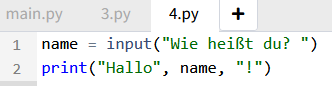 main.py 3.py 4.py +
1 name = input("Wie heißt du? ")
2 print("Hallo", name, "!")